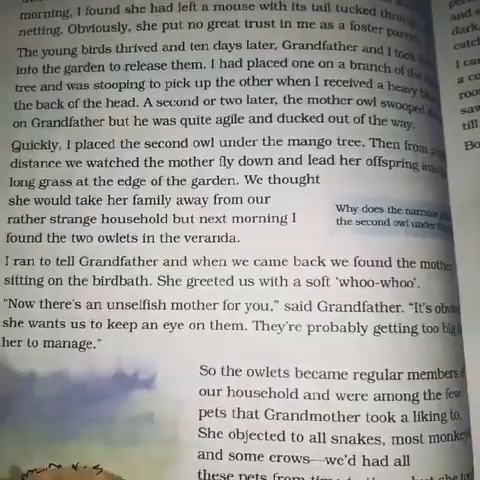 morning, I found she had left a mouse with its tail tucked
netting. Obviously, she put no great trust in me as a foster
The young birds thrived and ten days later, Grandfather and I took
into the garden to release them. I had placed one on a branch of
tree and was stooping to pick up the other when I received a heavy
the back of the head. A second or two later, the mother owl swooped
on Grandfather but he was quite agile and ducked out of the way.
Quickly, I placed the second owl under the mango tree. Then from
distance we watched the mother fly down and lead her offspring
long grass at the edge of the garden. We thought
she would take her family away from our
rather strange household but next morning I
found the two owlets in the veranda.
Why does the
the second owl under
I ran to tell Grandfather and when we came back we found the
sitting on the birdbath. She greeted us with a soft ‘whoo-whoo’.
“Now there's an unselfish mother for you,” said Grandfather. “It's
she wants us to keep an eye on them. They're probably getting too big
her to manage.”
So the owlets became regular members
our household and were among the few
pets that Grandmother took a liking to.
She objected to all snakes, most
and some crows—we'd had all
these pets from
and
dark
I
a
till